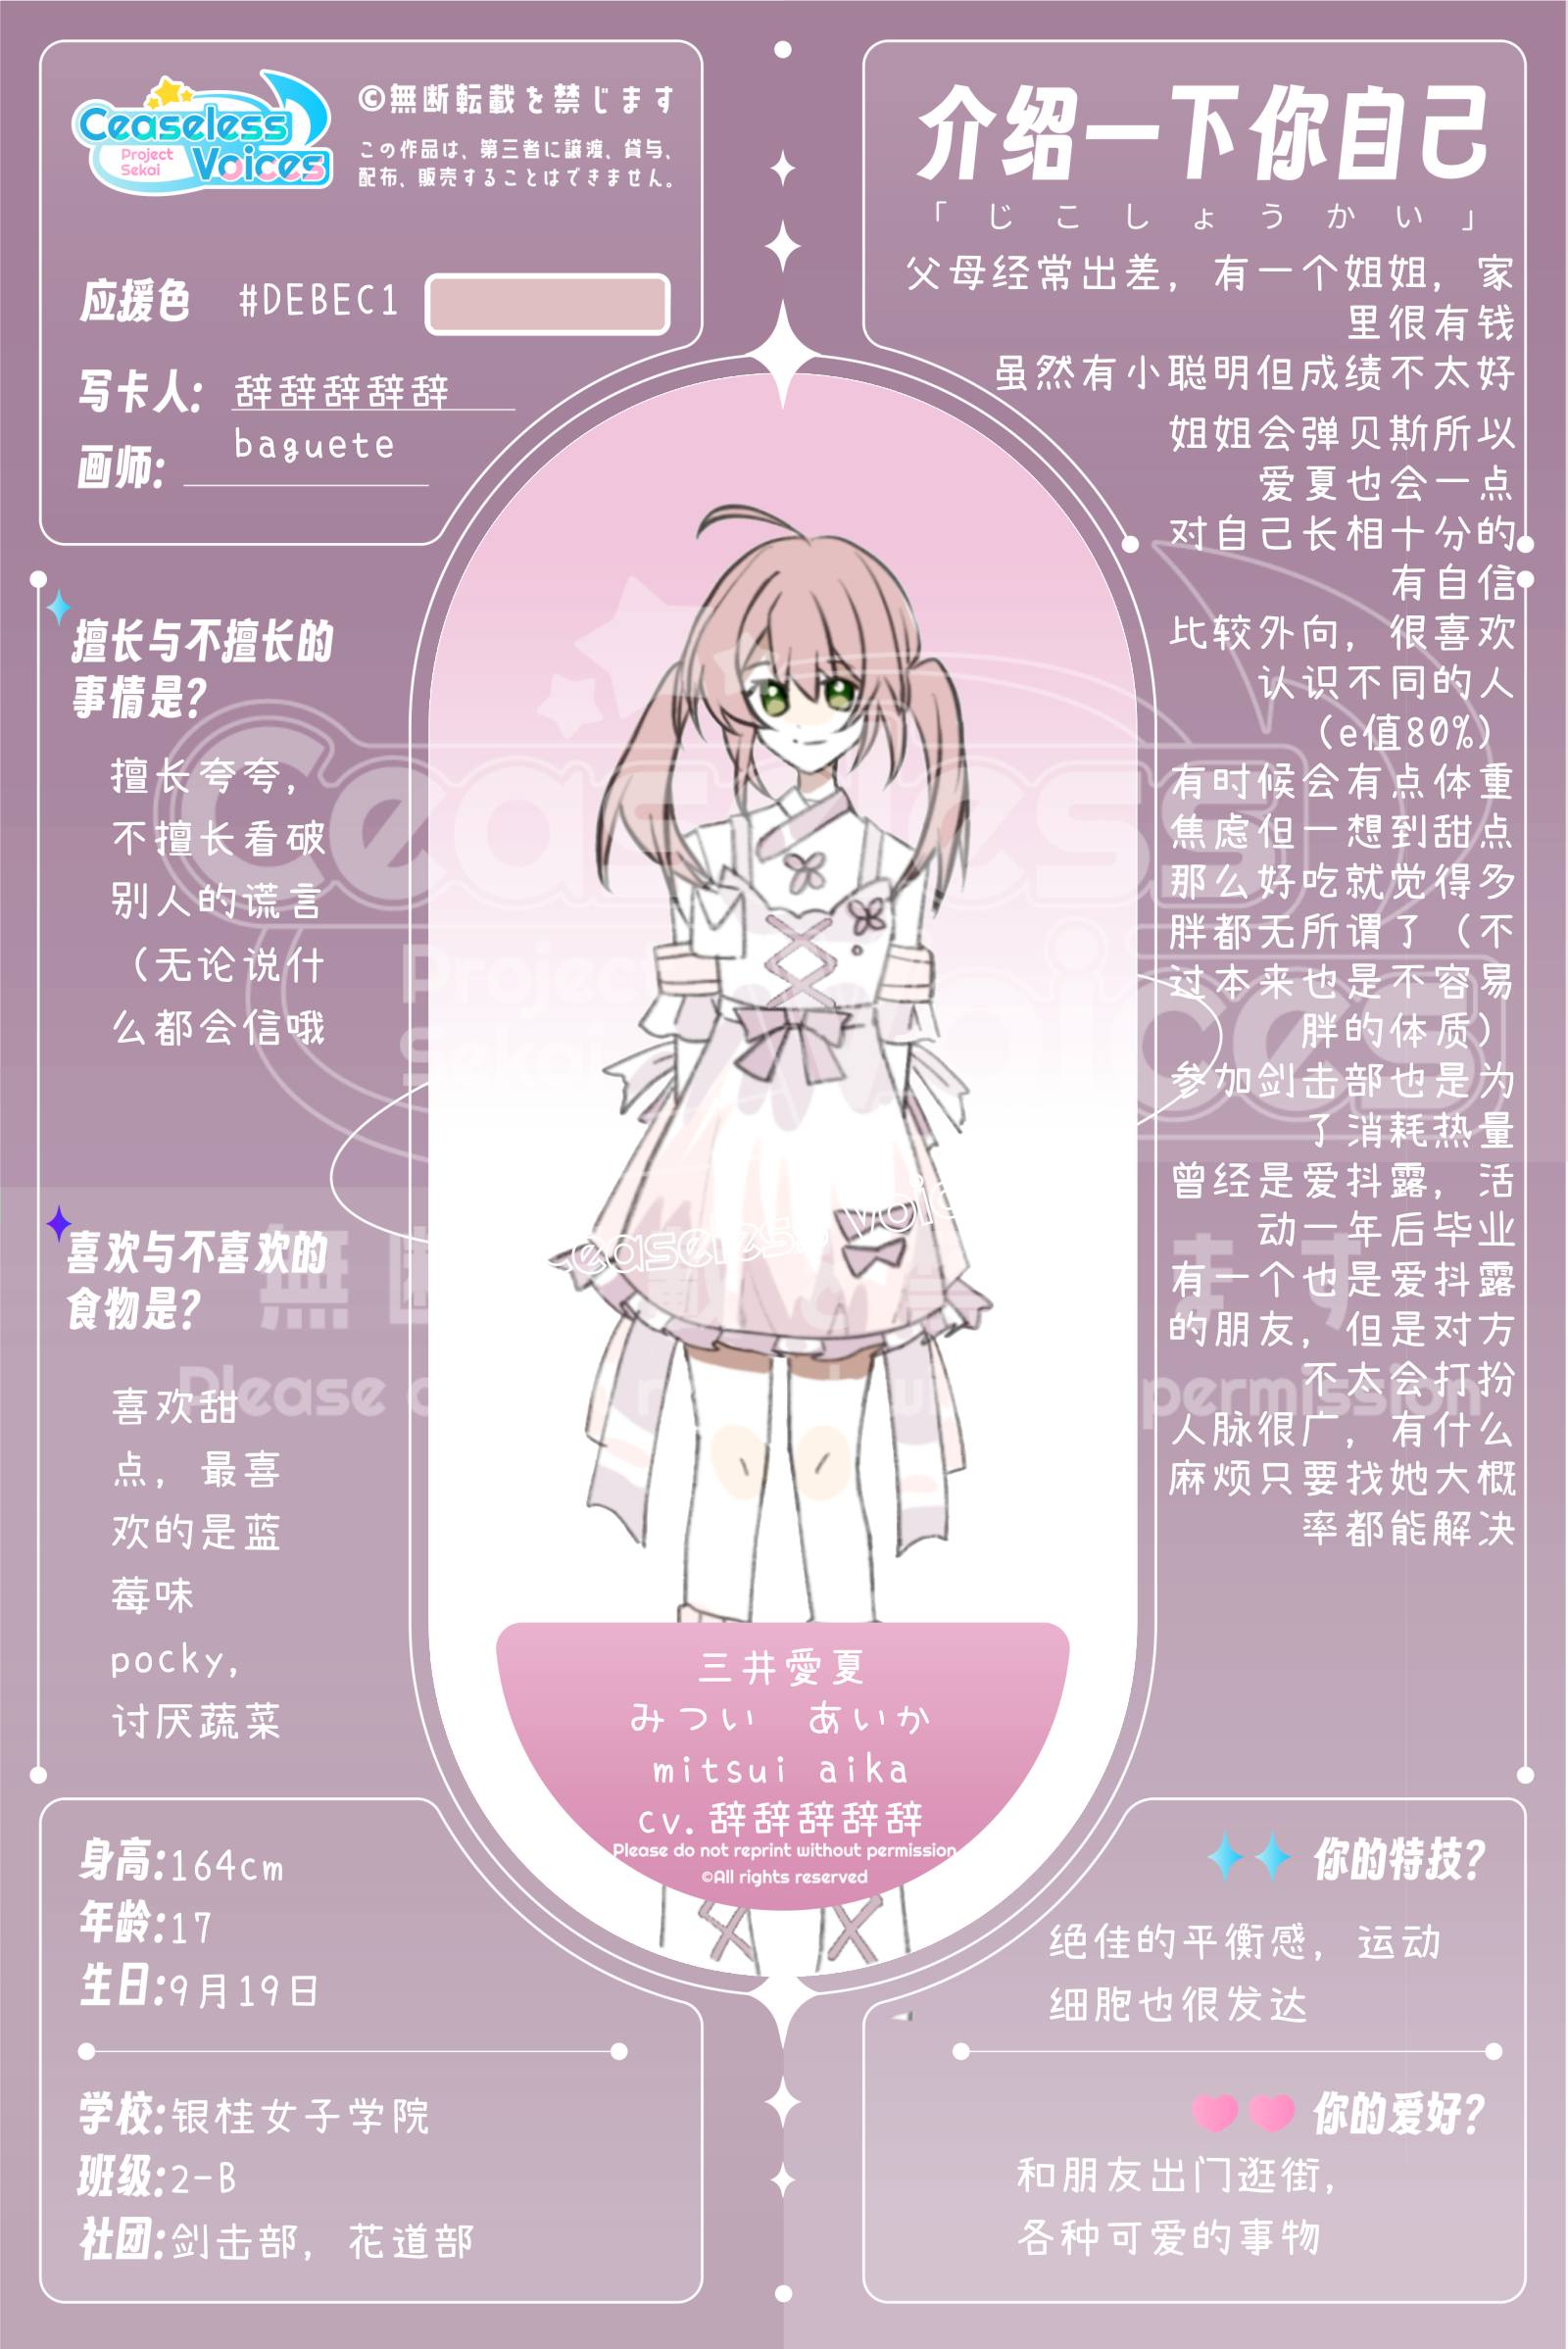 Ceaseless
Project
Sekai
Voices
©無断転載を禁じます
この作品は、第三者に譲渡、貸与、
配布、販売することはできません。
应援色 #DEBEC1
写卡人: 辞辞辞辞辞
画师: baguete
介绍一下你自己
「じこしょうかい」
父母经常出差，有一个姐姐，家
里很有钱
虽然有小聪明但成绩不太好
姐姐会弹贝斯所以
爱夏也会一点
对自己长相十分的
有自信
比较外向，很喜欢
认识不同的人
（e值80%）
有时候会有点体重
焦虑但一想到甜点
那么好吃就觉得多
胖都无所谓了（不
过本来也是不容易
胖的体质）
参加剑击部也是为
了消耗热量
曾经是爱抖露，活
动一年后毕业
有一个也是爱抖露
的朋友，但是对方
不太会打扮
人脉很广，有什么
麻烦只要找她大概
率都能解决
擅长与不擅长的
事情是?
擅长夸夸，
不擅长看破
别人的谎言
（无论说什
么都会信哦
喜欢与不喜欢的
食物是?
喜欢甜
点，最喜
欢的是蓝
莓味
pocky，
讨厌蔬菜
三井愛夏
みつい　あいか
mitsui aika
cv.辞辞辞辞辞
Please do not reprint without permission
©All rights reserved
身高:164cm
年龄:17
生日:9月19日
学校:银桂女子学院
班级:2-B
社团:剑击部，花道部
你的特技?
绝佳的平衡感，运动
细胞也很发达
你的爱好?
和朋友出门逛街，
各种可爱的事物